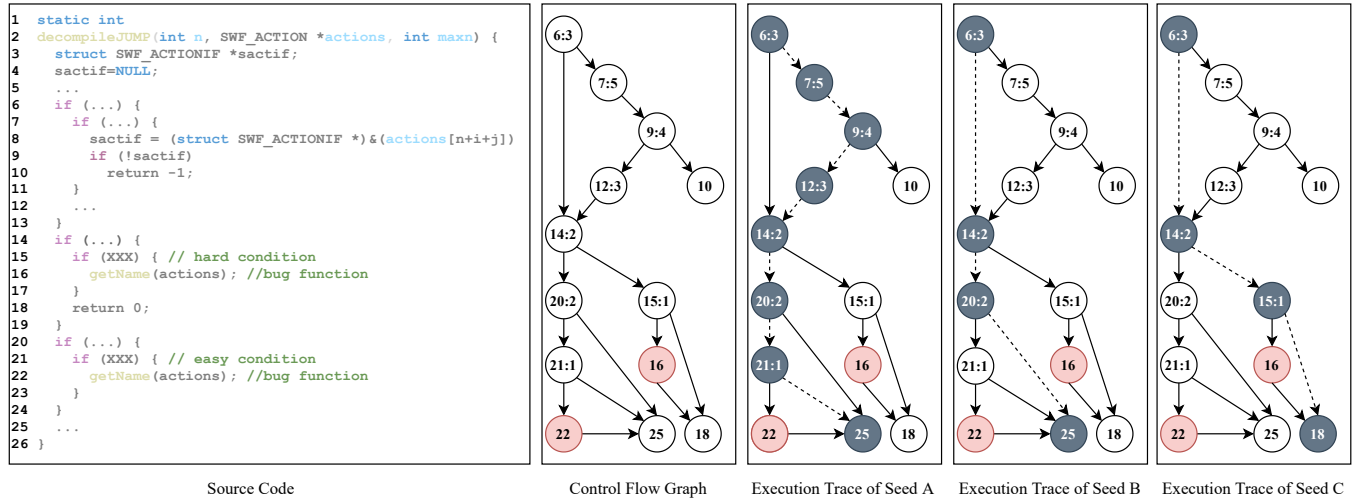 1 static int
2 decompileJUMP(int n, SWF_ACTION *actions, int maxn) {
3 struct SWF_ACTIONIF *sactif;
4 sactif=NULL;
5 ...
6 if (...) {
7 if (...) {
8 sactif = (struct SWF_ACTIONIF *)&(actions[n+i+j])
9 if (!sactif)
10 return -1;
11 }
12 ...
13 }
14 if (...) {
15 if (XXX) { // hard condition
16 getName(actions); //bug function
17 }
18 return 0;
19 }
20 if (...) {
21 if (XXX) { // easy condition
22 getName(actions); //bug function
23 }
24 }
25 ...
26 }
Source Code
6:3
7:5
9:4
12:3 10
14:2
20:2 15:1
21:1 16
22 25 18
Control Flow Graph
6:3
7:5
9:4
12:3 10
14:2
20:2 15:1
21:1 16
22 25 18
Execution Trace of Seed A
6:3
7:5
9:4
12:3 10
14:2
20:2 15:1
21:1 16
22 25 18
Execution Trace of Seed B
6:3
7:5
9:4
12:3 10
14:2
20:2 15:1
21:1 16
22 25 18
Execution Trace of Seed C